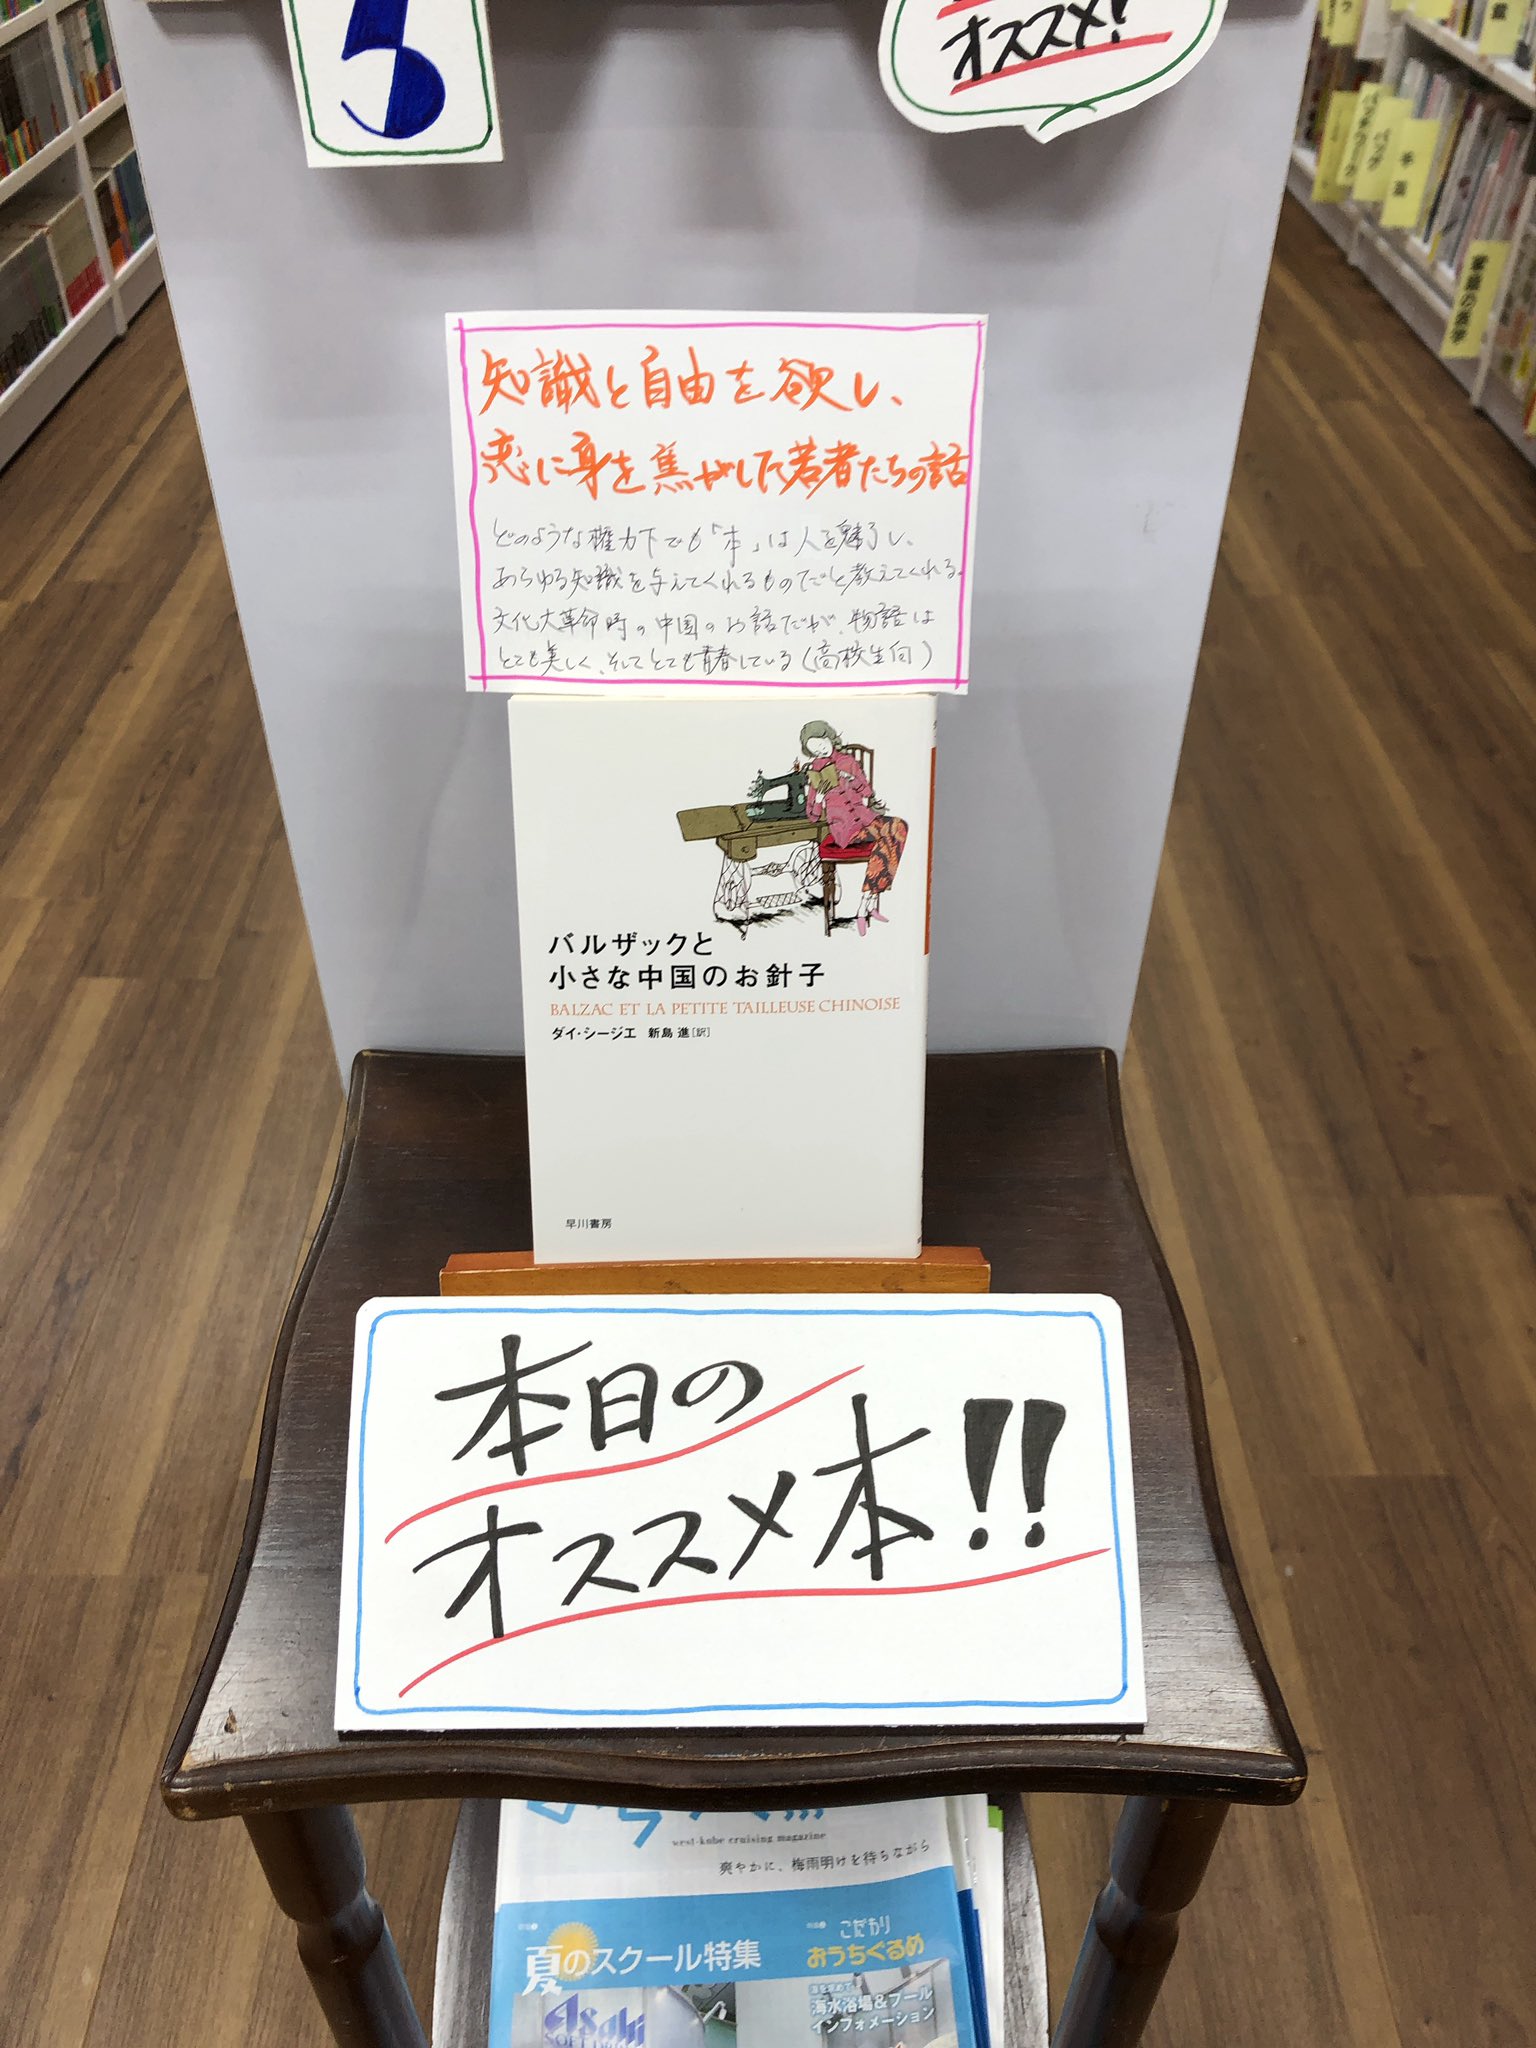 オススメ!
知識と自由を欲し、
恋に身を焦がした若者たちの話
どのような権力下でも「本」は人を魅了し、
あらゆる知識を与えてくれるものだと教えてくれる。
文化大革命時の中国のお話だが、物語は
とても美しく、そしてとても青春している(高校生向)
バルザックと
小さな中国のお針子
BALZAC ET LA PETITE TAILLEUSE CHINOISE
ダイ・シージエ 新島 進[訳]
早川書房
本日の
オススメ本!!
west-kobe cruising magazine
爽やかに、梅雨明けを待ちながら
夏のスクール特集
こだわり
おうちぐるめ
海水浴場&プール
インフォメーション
Asahi